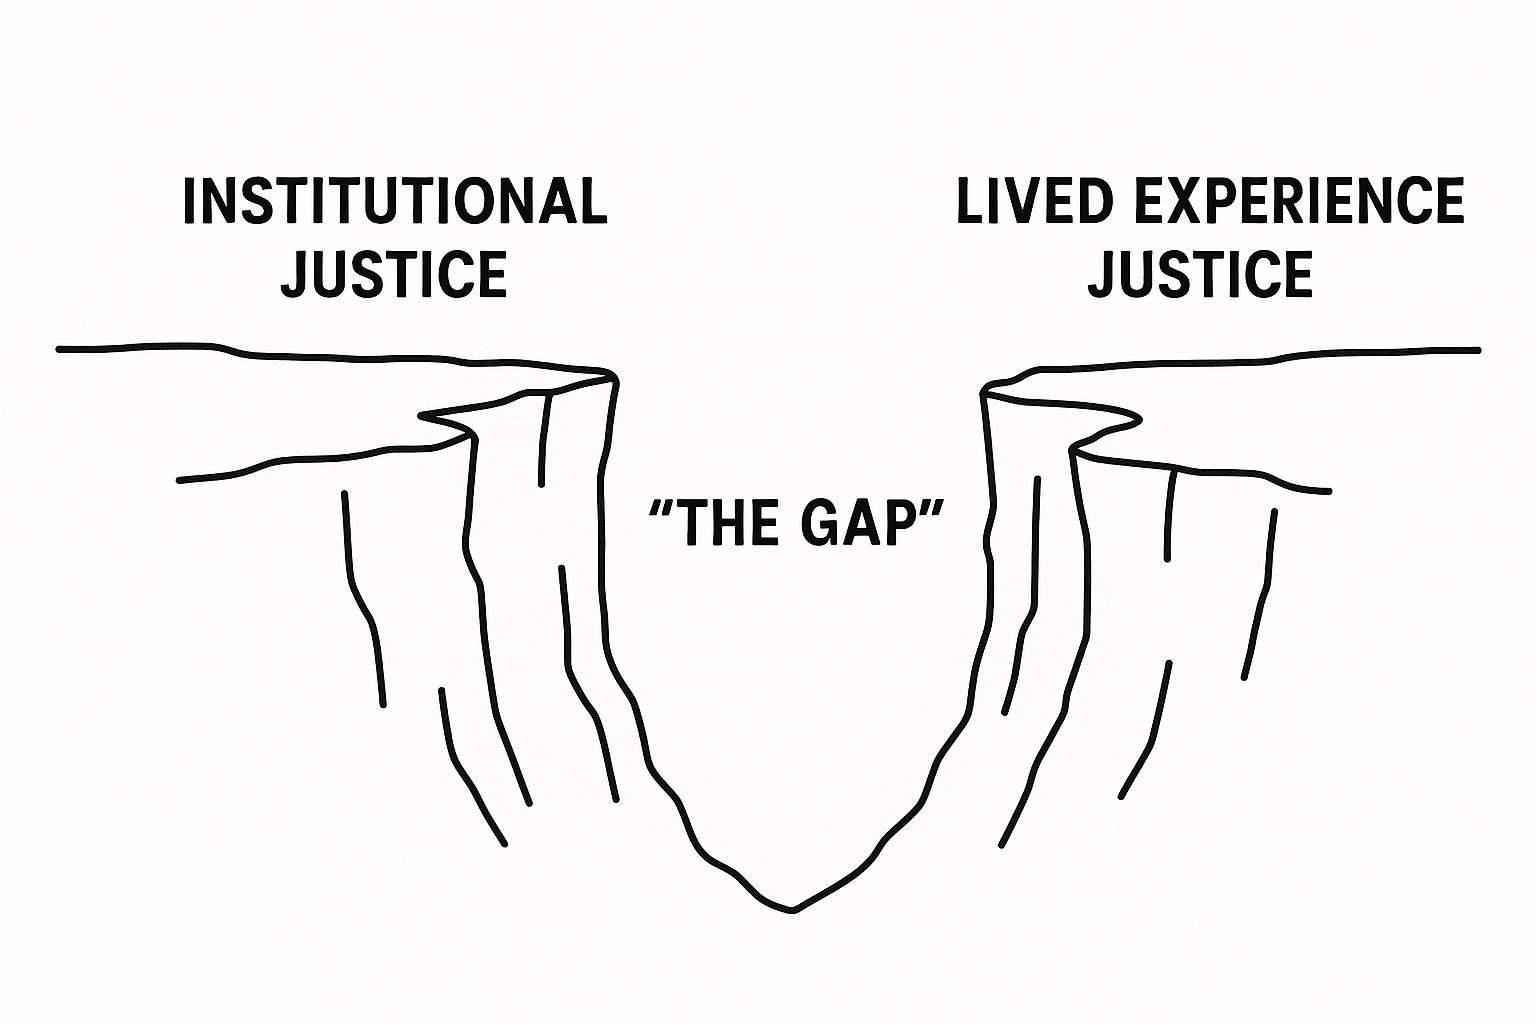 INSTITUTIONAL
JUSTICE
LIVED EXPERIENCE
JUSTICE
"THE GAP"